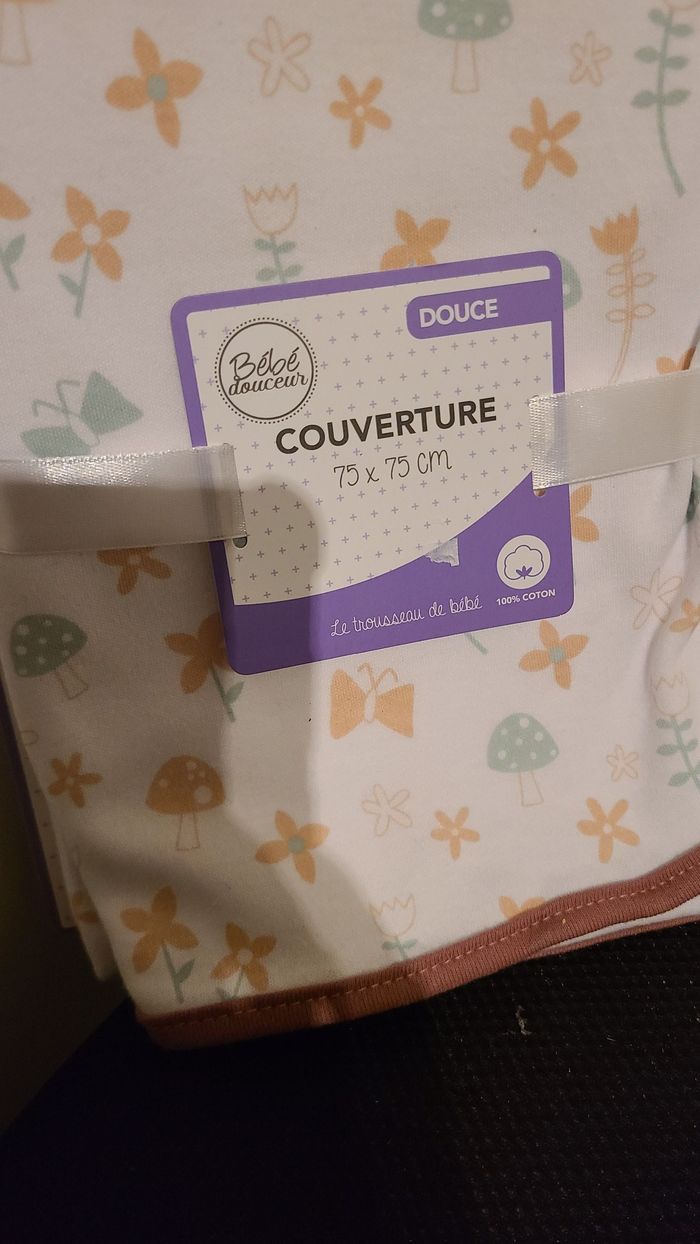 DOUCE
Bébé
douceur
COUVERTURE
75 x 75 CM
Le trousseau de bébé
100% COTON